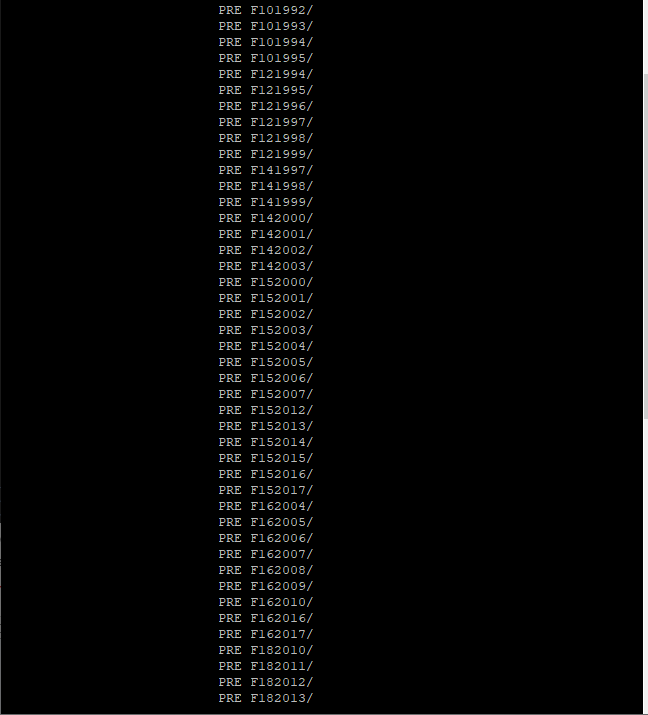 PRE F101992/
PRE F101993/
PRE F101994/
PRE F101995/
PRE F121994/
PRE F121995/
PRE F121996/
PRE F121997/
PRE F121998/
PRE F121999/
PRE F141997/
PRE F141998/
PRE F141999/
PRE F142000/
PRE F142001/
PRE F142002/
PRE F142003/
PRE F152000/
PRE F152001/
PRE F152002/
PRE F152003/
PRE F152004/
PRE F152005/
PRE F152006/
PRE F152007/
PRE F152012/
PRE F152013/
PRE F152014/
PRE F152015/
PRE F152016/
PRE F152017/
PRE F162004/
PRE F162005/
PRE F162006/
PRE F162007/
PRE F162008/
PRE F162009/
PRE F162010/
PRE F162016/
PRE F162017/
PRE F182010/
PRE F182011/
PRE F182012/
PRE F182013/